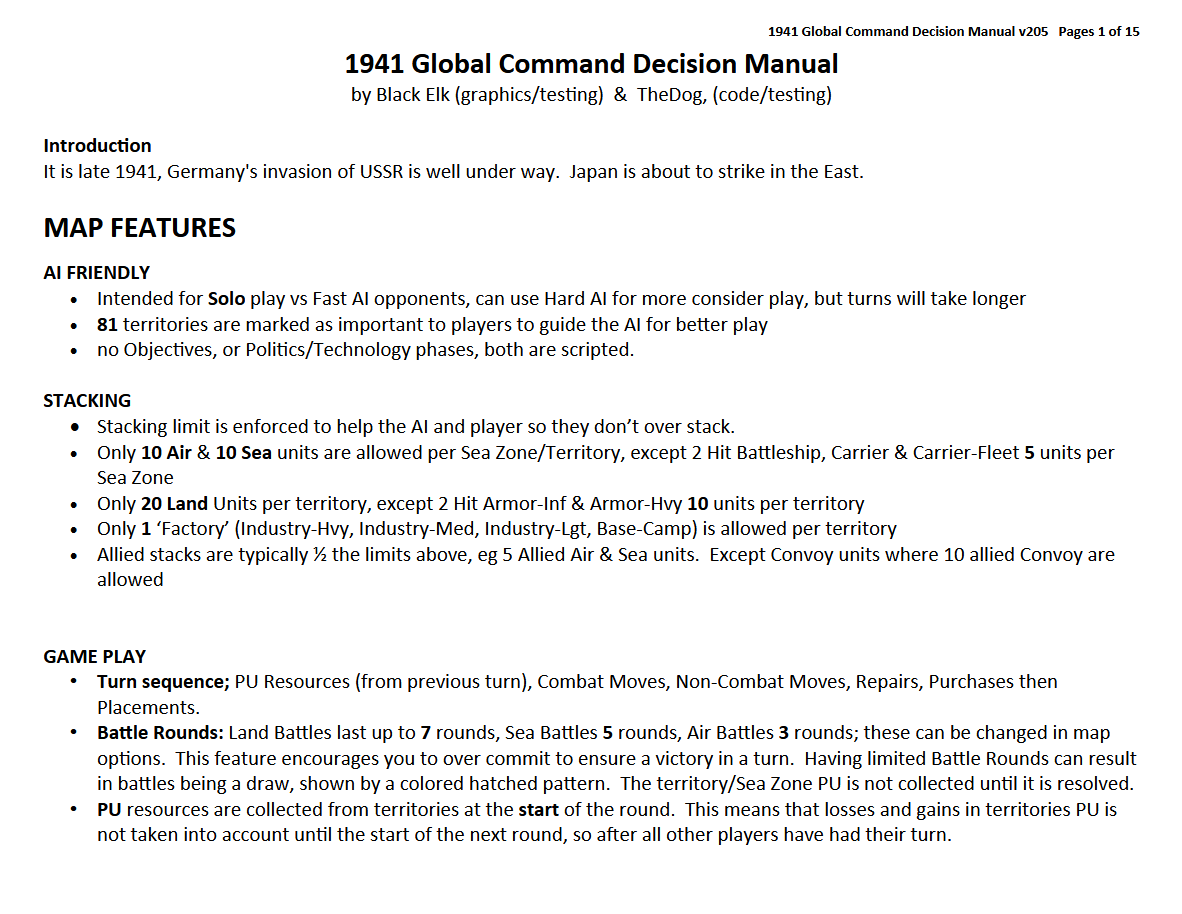 1941 Global Command Decision Manual v205 Pages 1 of 15
1941 Global Command Decision Manual
by Black Elk (graphics/testing) & TheDog, (code/testing)
Introduction
It is late 1941, Germany's invasion of USSR is well under way. Japan is about to strike in the East.
MAP FEATURES
AI FRIENDLY
• Intended for Solo play vs Fast AI opponents, can use Hard AI for more consider play, but turns will take longer
• 81 territories are marked as important to players to guide the AI for better play
• no Objectives, or Politics/Technology phases, both are scripted.
STACKING
• Stacking limit is enforced to help the AI and player so they don’t over stack.
• Only 10 Air & 10 Sea units are allowed per Sea Zone/Territory, except 2 Hit Battleship, Carrier & Carrier-Fleet 5 units per
Sea Zone
• Only 20 Land Units per territory, except 2 Hit Armor-Inf & Armor-Hvy 10 units per territory
• Only 1 ‘Factory’ (Industry-Hvy, Industry-Med, Industry-Lgt, Base-Camp) is allowed per territory
• Allied stacks are typically ½ the limits above, eg 5 Allied Air & Sea units. Except Convoy units where 10 allied Convoy are
allowed
GAME PLAY
• Turn sequence; PU Resources (from previous turn), Combat Moves, Non-Combat Moves, Repairs, Purchases then
Placements.
• Battle Rounds: Land Battles last up to 7 rounds, Sea Battles 5 rounds, Air Battles 3 rounds; these can be changed in map
options. This feature encourages you to over commit to ensure a victory in a turn. Having limited Battle Rounds can result
in battles being a draw, shown by a colored hatched pattern. The territory/Sea Zone PU is not collected until it is resolved.
• PU resources are collected from territories at the start of the round. This means that losses and gains in territories PU is
not taken into account until the start of the next round, so after all other players have had their turn.